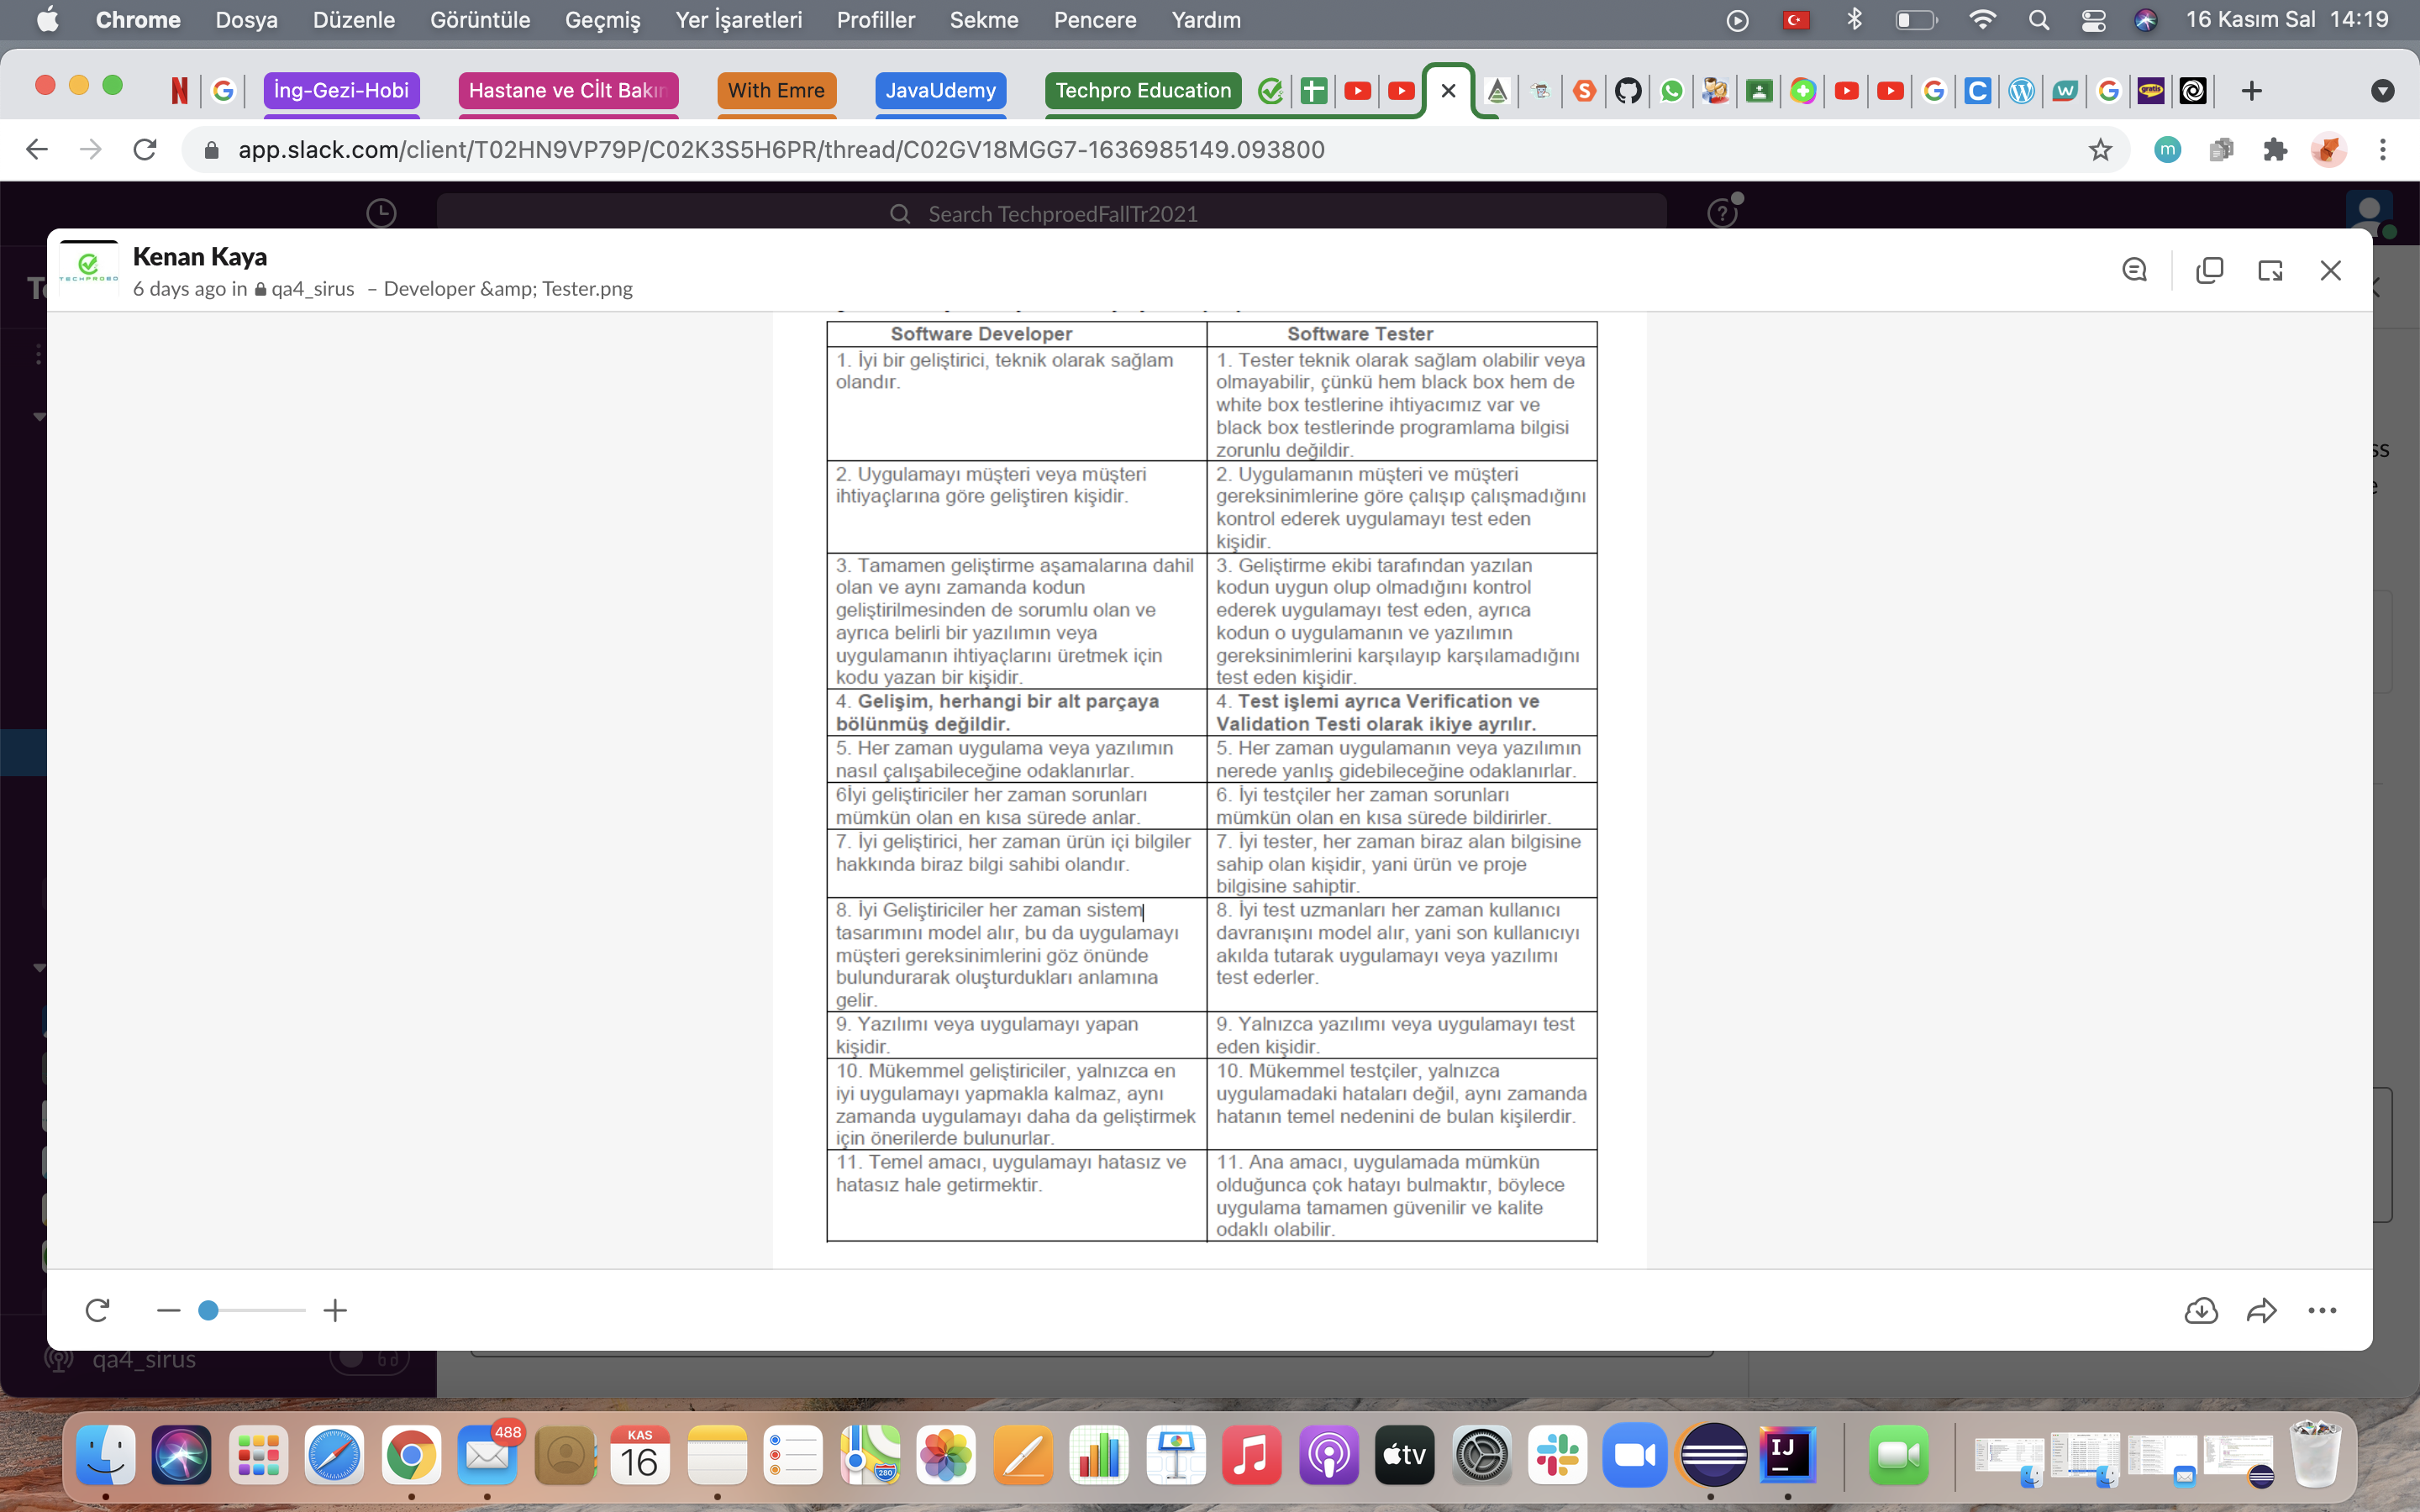 Chrome Dosya Düzenle Görüntüle Geçmiş Yer İşaretleri Profiller Sekme Pencere Yardım 16 Kasım Sal 14:19
İng-Gezi-Hobi Hastane ve Cİlt Bakın With Emre JavaUdemy Techpro Education
app.slack.com/client/T02HN9VP79P/C02K3S5H6PR/thread/C02GV18MGG7-1636985149.093800
Search TechproedFallTr2021
Kenan Kaya
6 days ago in qa4_sirus – Developer &amp; Tester.png
Software Developer
Software Tester
1. İyi bir geliştirici, teknik olarak sağlam
olandır.
1. Tester teknik olarak sağlam olabilir veya
olmayabilir, çünkü hem black box hem de
white box testlerine ihtiyacımız var ve
black box testlerinde programlama bilgisi
zorunlu değildir.
2. Uygulamayı müşteri veya müşteri
ihtiyaçlarına göre geliştiren kişidir.
2. Uygulamanın müşteri ve müşteri
gereksinimlerine göre çalışıp çalışmadığını
kontrol ederek uygulamayı test eden
kişidir.
3. Tamamen geliştirme aşamalarına dahil
olan ve aynı zamanda kodun
geliştirilmesinden de sorumlu olan ve
ayrıca belirli bir yazılımın veya
uygulamanın ihtiyaçlarını üretmek için
kodu yazan bir kişidir.
3. Geliştirme ekibi tarafından yazılan
kodun uygun olup olmadığını kontrol
ederek uygulamayı test eden, ayrıca
kodun o uygulamanın ve yazılımın
gereksinimlerini karşılayıp karşılamadığını
test eden kişidir.
4. Gelişim, herhangi bir alt parçaya
bölünmüş değildir.
4. Test işlemi ayrıca Verification ve
Validation Testi olarak ikiye ayrılır.
5. Her zaman uygulama veya yazılımın
nasıl çalışabileceğine odaklanırlar.
5. Her zaman uygulamanın veya yazılımın
nerede yanlış gidebileceğine odaklanırlar.
6İyi geliştiriciler her zaman sorunları
mümkün olan en kısa sürede anlar.
6. İyi testçiler her zaman sorunları
mümkün olan en kısa sürede bildirirler.
7. İyi geliştirici, her zaman ürün içi bilgiler
hakkında biraz bilgi sahibi olandır.
7. İyi tester, her zaman biraz alan bilgisine
sahip olan kişidir, yani ürün ve proje
bilgisine sahiptir.
8. İyi Geliştiriciler her zaman sistem
tasarımını model alır, bu da uygulamayı
müşteri gereksinimlerini göz önünde
bulundurarak oluşturdukları anlamına
gelir.
8. İyi test uzmanları her zaman kullanıcı
davranışını model alır, yani son kullanıcıyı
akılda tutarak uygulamayı veya yazılımı
test ederler.
9. Yazılımı veya uygulamayı yapan
kişidir.
9. Yalnızca yazılımı veya uygulamayı test
eden kişidir.
10. Mükemmel geliştiriciler, yalnızca en
iyi uygulamayı yapmakla kalmaz, aynı
zamanda uygulamayı daha da geliştirmek
için önerilerde bulunurlar.
10. Mükemmel testçiler, yalnızca
uygulamadaki hataları değil, aynı zamanda
hatanın temel nedenini de bulan kişilerdir.
11. Temel amacı, uygulamayı hatasız ve
hatasız hale getirmektir.
11. Ana amacı, uygulamada mümkün
olduğunca çok hatayı bulmaktır, böylece
uygulama tamamen güvenilir ve kalite
odaklı olabilir.
qa4_sirus
488
KAS
16
280
tv
IJ